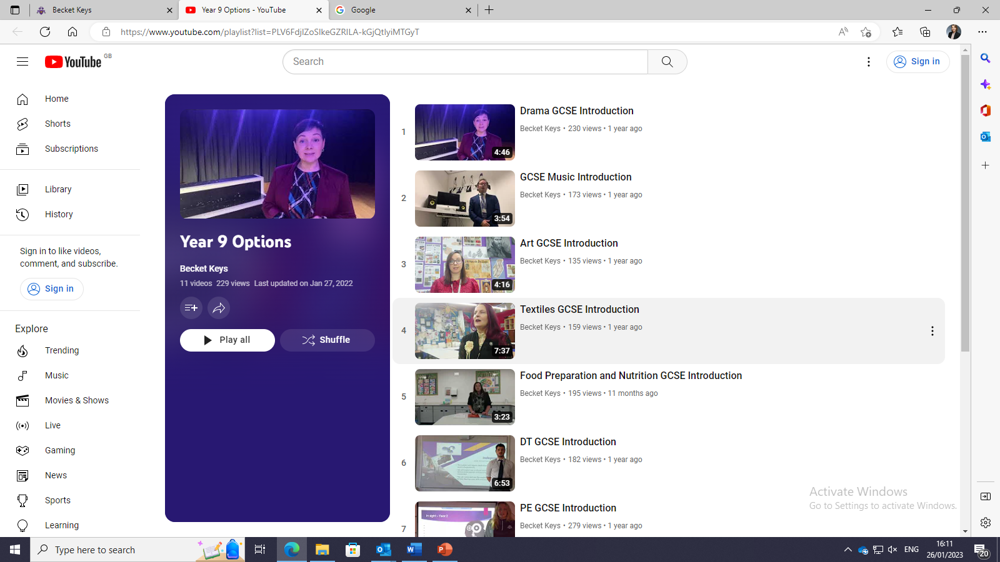 Becket Keys
Year 9 Options - YouTube
Google
https://www.youtube.com/playlist?list=PLV6FdjlZoSIkeGZRILA-kGjQtlyiMTGyT
YouTube GB
Search
Sign in
Home
Shorts
Subscriptions
Library
History
Sign in to like videos,
comment, and subscribe.
Sign in
Explore
Trending
Music
Movies & Shows
Live
Gaming
News
Sports
Learning
Year 9 Options
Becket Keys
11 videos 229 views Last updated on Jan 27, 2022
Play all
Shuffle
1
4:46
Drama GCSE Introduction
Becket Keys • 230 views • 1 year ago
2
3:54
GCSE Music Introduction
Becket Keys • 173 views • 1 year ago
3
4:16
Art GCSE Introduction
Becket Keys • 135 views • 1 year ago
4
7:37
Textiles GCSE Introduction
Becket Keys • 159 views • 1 year ago
5
3:23
Food Preparation and Nutrition GCSE Introduction
Becket Keys • 195 views • 11 months ago
6
6:53
DT GCSE Introduction
Becket Keys • 182 views • 1 year ago
7
In sight - Year 9
PE GCSE Introduction
Becket Keys • 279 views • 1 year ago
Activate Windows
Go to Settings to activate Windows.
Type here to search
ENG
16:11
26/01/2023
20